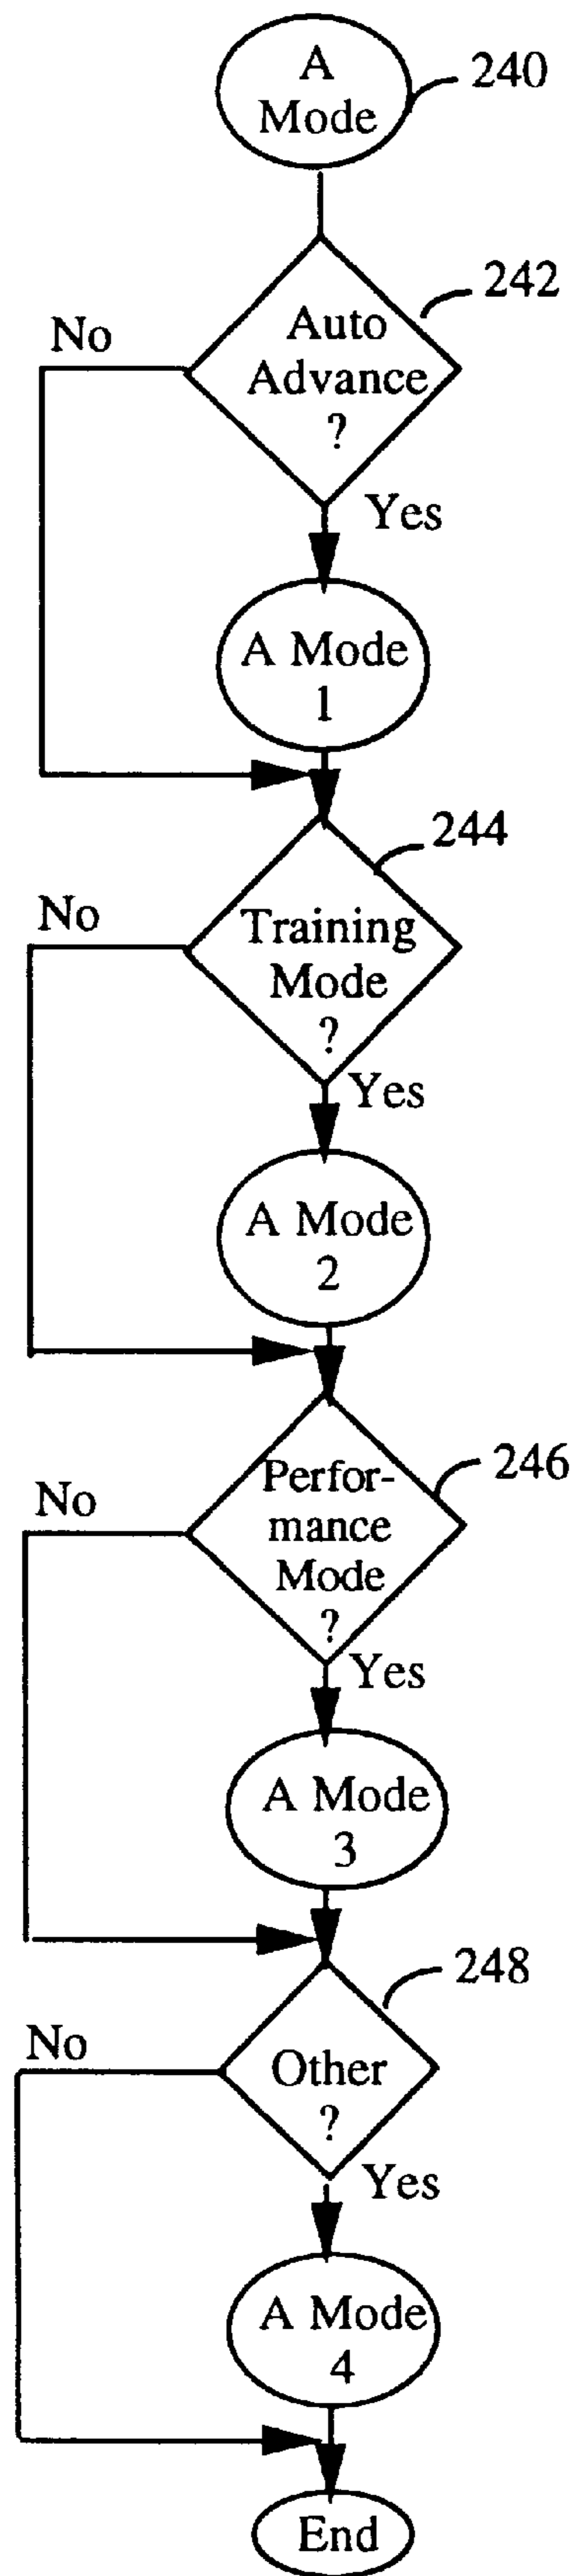 A
Mode
240
242
Auto
Advance
?
No
Yes
A Mode
1
244
Training
Mode
?
No
Yes
A Mode
2
246
Perfor-
mance
Mode
?
No
Yes
A Mode
3
248
Other
?
No
Yes
A Mode
4
End